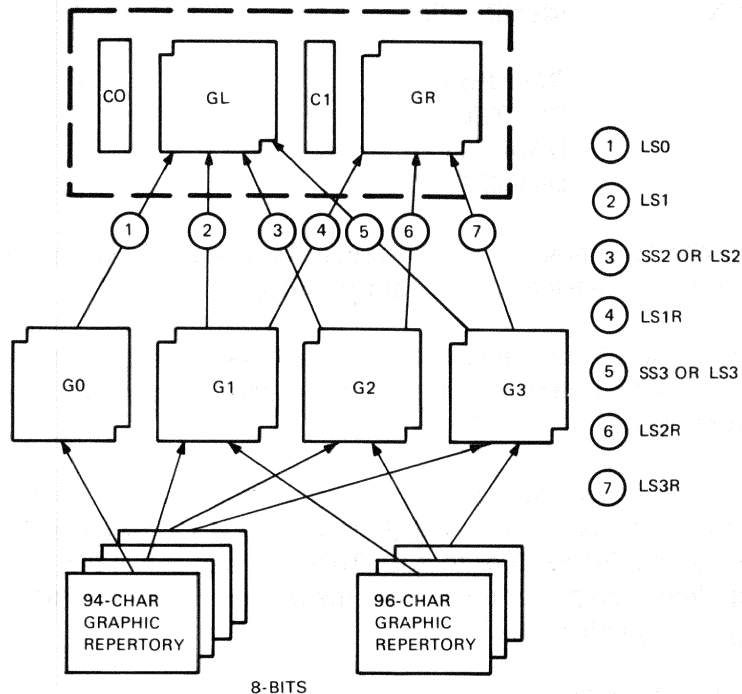 C0
GL
C1
GR
1 LS0
2 LS1
3 SS2 OR LS2
4 LS1R
5 SS3 OR LS3
6 LS2R
7 LS3R
1
2
3
4
5
6
7
G0
G1
G2
G3
94-CHAR
GRAPHIC
REPERTORY
96-CHAR
GRAPHIC
REPERTORY
8-BITS